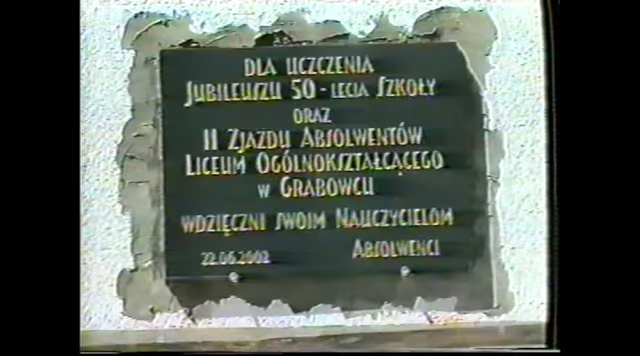 DLA UCZCZENIA
JUBILEUSZU 50-LECIA SZKOŁY
ORAZ
II ZJAZDU ABSOLWENTÓW
LICEUM OGÓLNOKSZTAŁCĄCEGO
W GRABOWCU
WDZIĘCZNI SWOIM NAUCZYCIELOM
22.06.2002 ABSOLWENCI